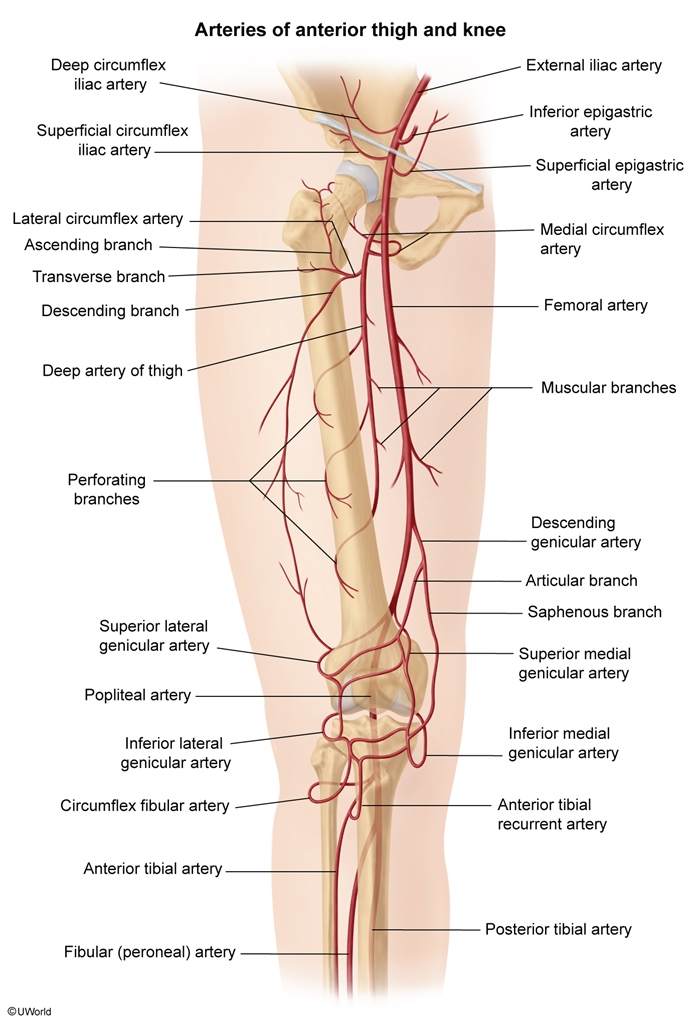 Arteries of anterior thigh and knee
Deep circumflex
iliac artery
Superficial circumflex
iliac artery
Lateral circumflex artery
Ascending branch
Transverse branch
Descending branch
Deep artery of thigh
Perforating
branches
Superior lateral
genicular artery
Popliteal artery
Inferior lateral
genicular artery
Circumflex fibular artery
Anterior tibial artery
Fibular (peroneal) artery
External iliac artery
Inferior epigastric
artery
Superficial epigastric
artery
Medial circumflex
artery
Femoral artery
Muscular branches
Descending
genicular artery
Articular branch
Saphenous branch
Superior medial
genicular artery
Inferior medial
genicular artery
Anterior tibial
recurrent artery
Posterior tibial artery
©UWorld